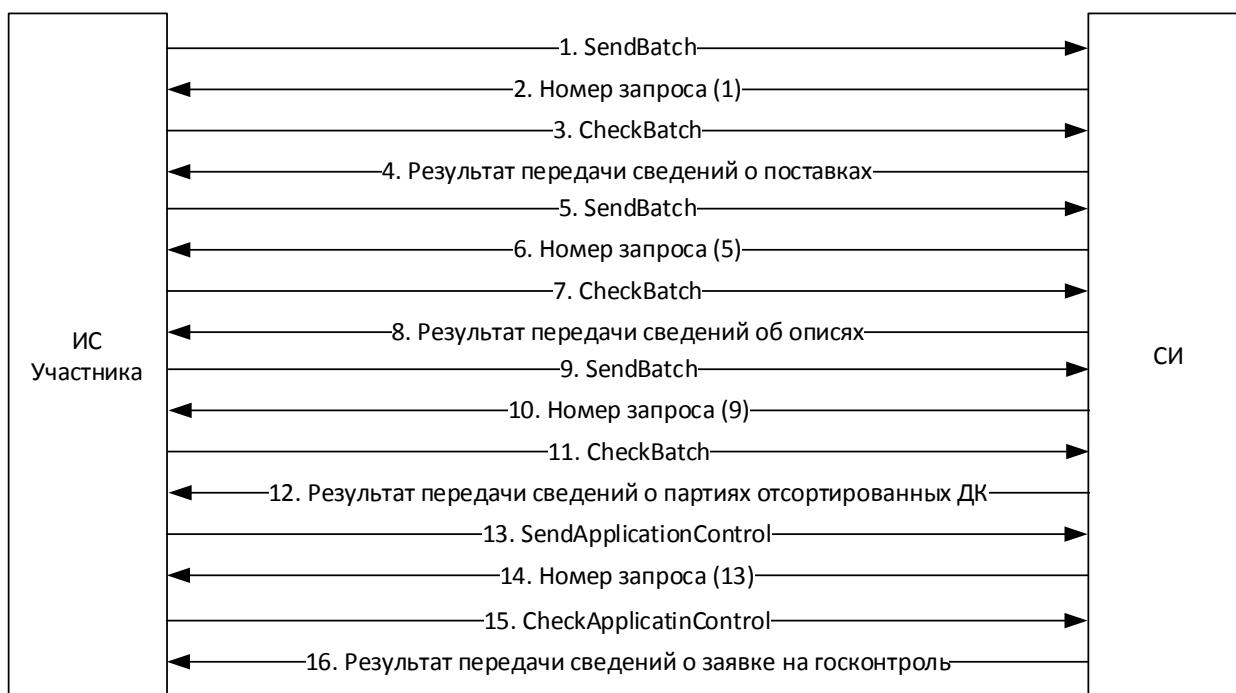 1. SendBatch
2. Номер запроса (1)
3. CheckBatch
4. Результат передачи сведений о поставках
5. SendBatch
6. Номер запроса (5)
7. CheckBatch
8. Результат передачи сведений об описях
ИС
Участника
СИ
9. SendBatch
10. Номер запроса (9)
11. CheckBatch
12. Результат передачи сведений о партиях отсортированных ДК
13. SendApplicationControl
14. Номер запроса (13)
15. CheckApplicatinControl
16. Результат передачи сведений о заявке на госконтроль